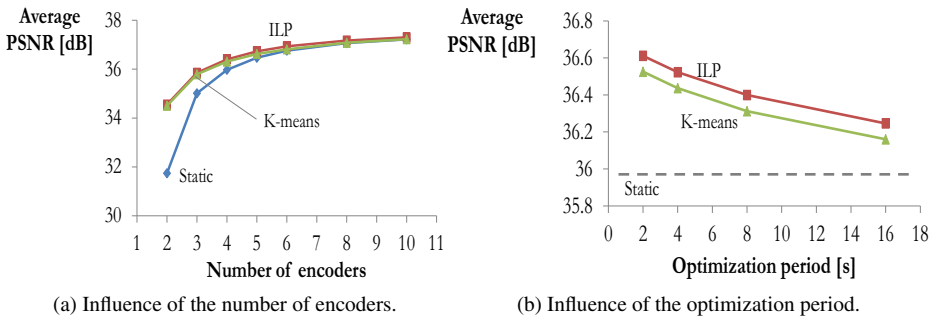 Average
PSNR [dB]
38
36
34
32
30
ILP
K-means
Static
1 2 3 4 5 6 7 8 9 10 11
Number of encoders
(a) Influence of the number of encoders.
Average
PSNR [dB]
36.8
36.6
36.4
36.2
36
35.8
ILP
K-means
Static
0 2 4 6 8 10 12 14 16 18
Optimization period [s]
(b) Influence of the optimization period.